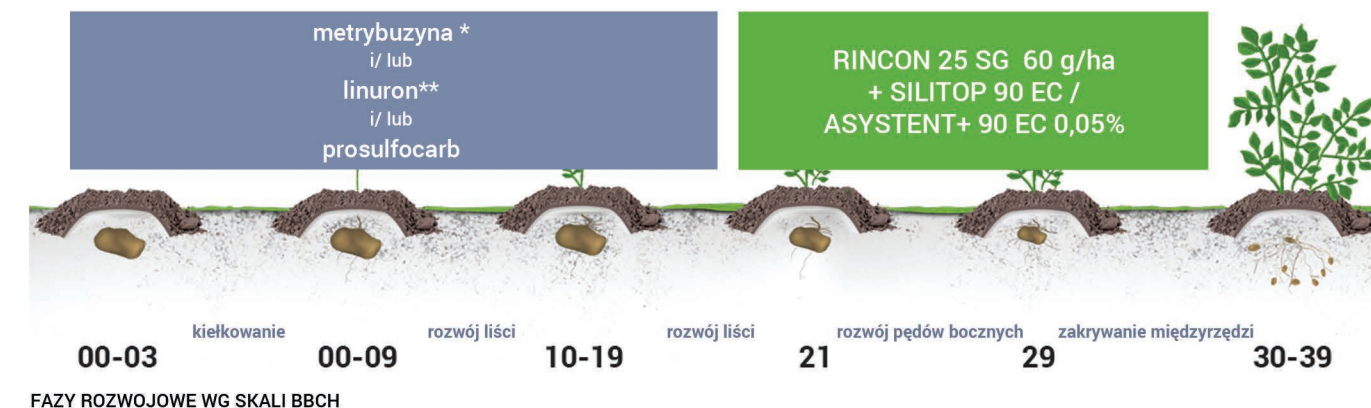 metrybuzyna *
i/ lub
linuron**
i/ lub
prosulfocarb
RINCON 25 SG 60 g/ha
+ SILITOP 90 EC /
ASYSTENT+ 90 EC 0,05%
kiełkowanie rozwój liści rozwój liści rozwój pędów bocznych zakrywanie międzyrzędzi
00-03 00-09 10-19 21 29 30-39
FAZY ROZWOJOWE WG SKALI BBCH